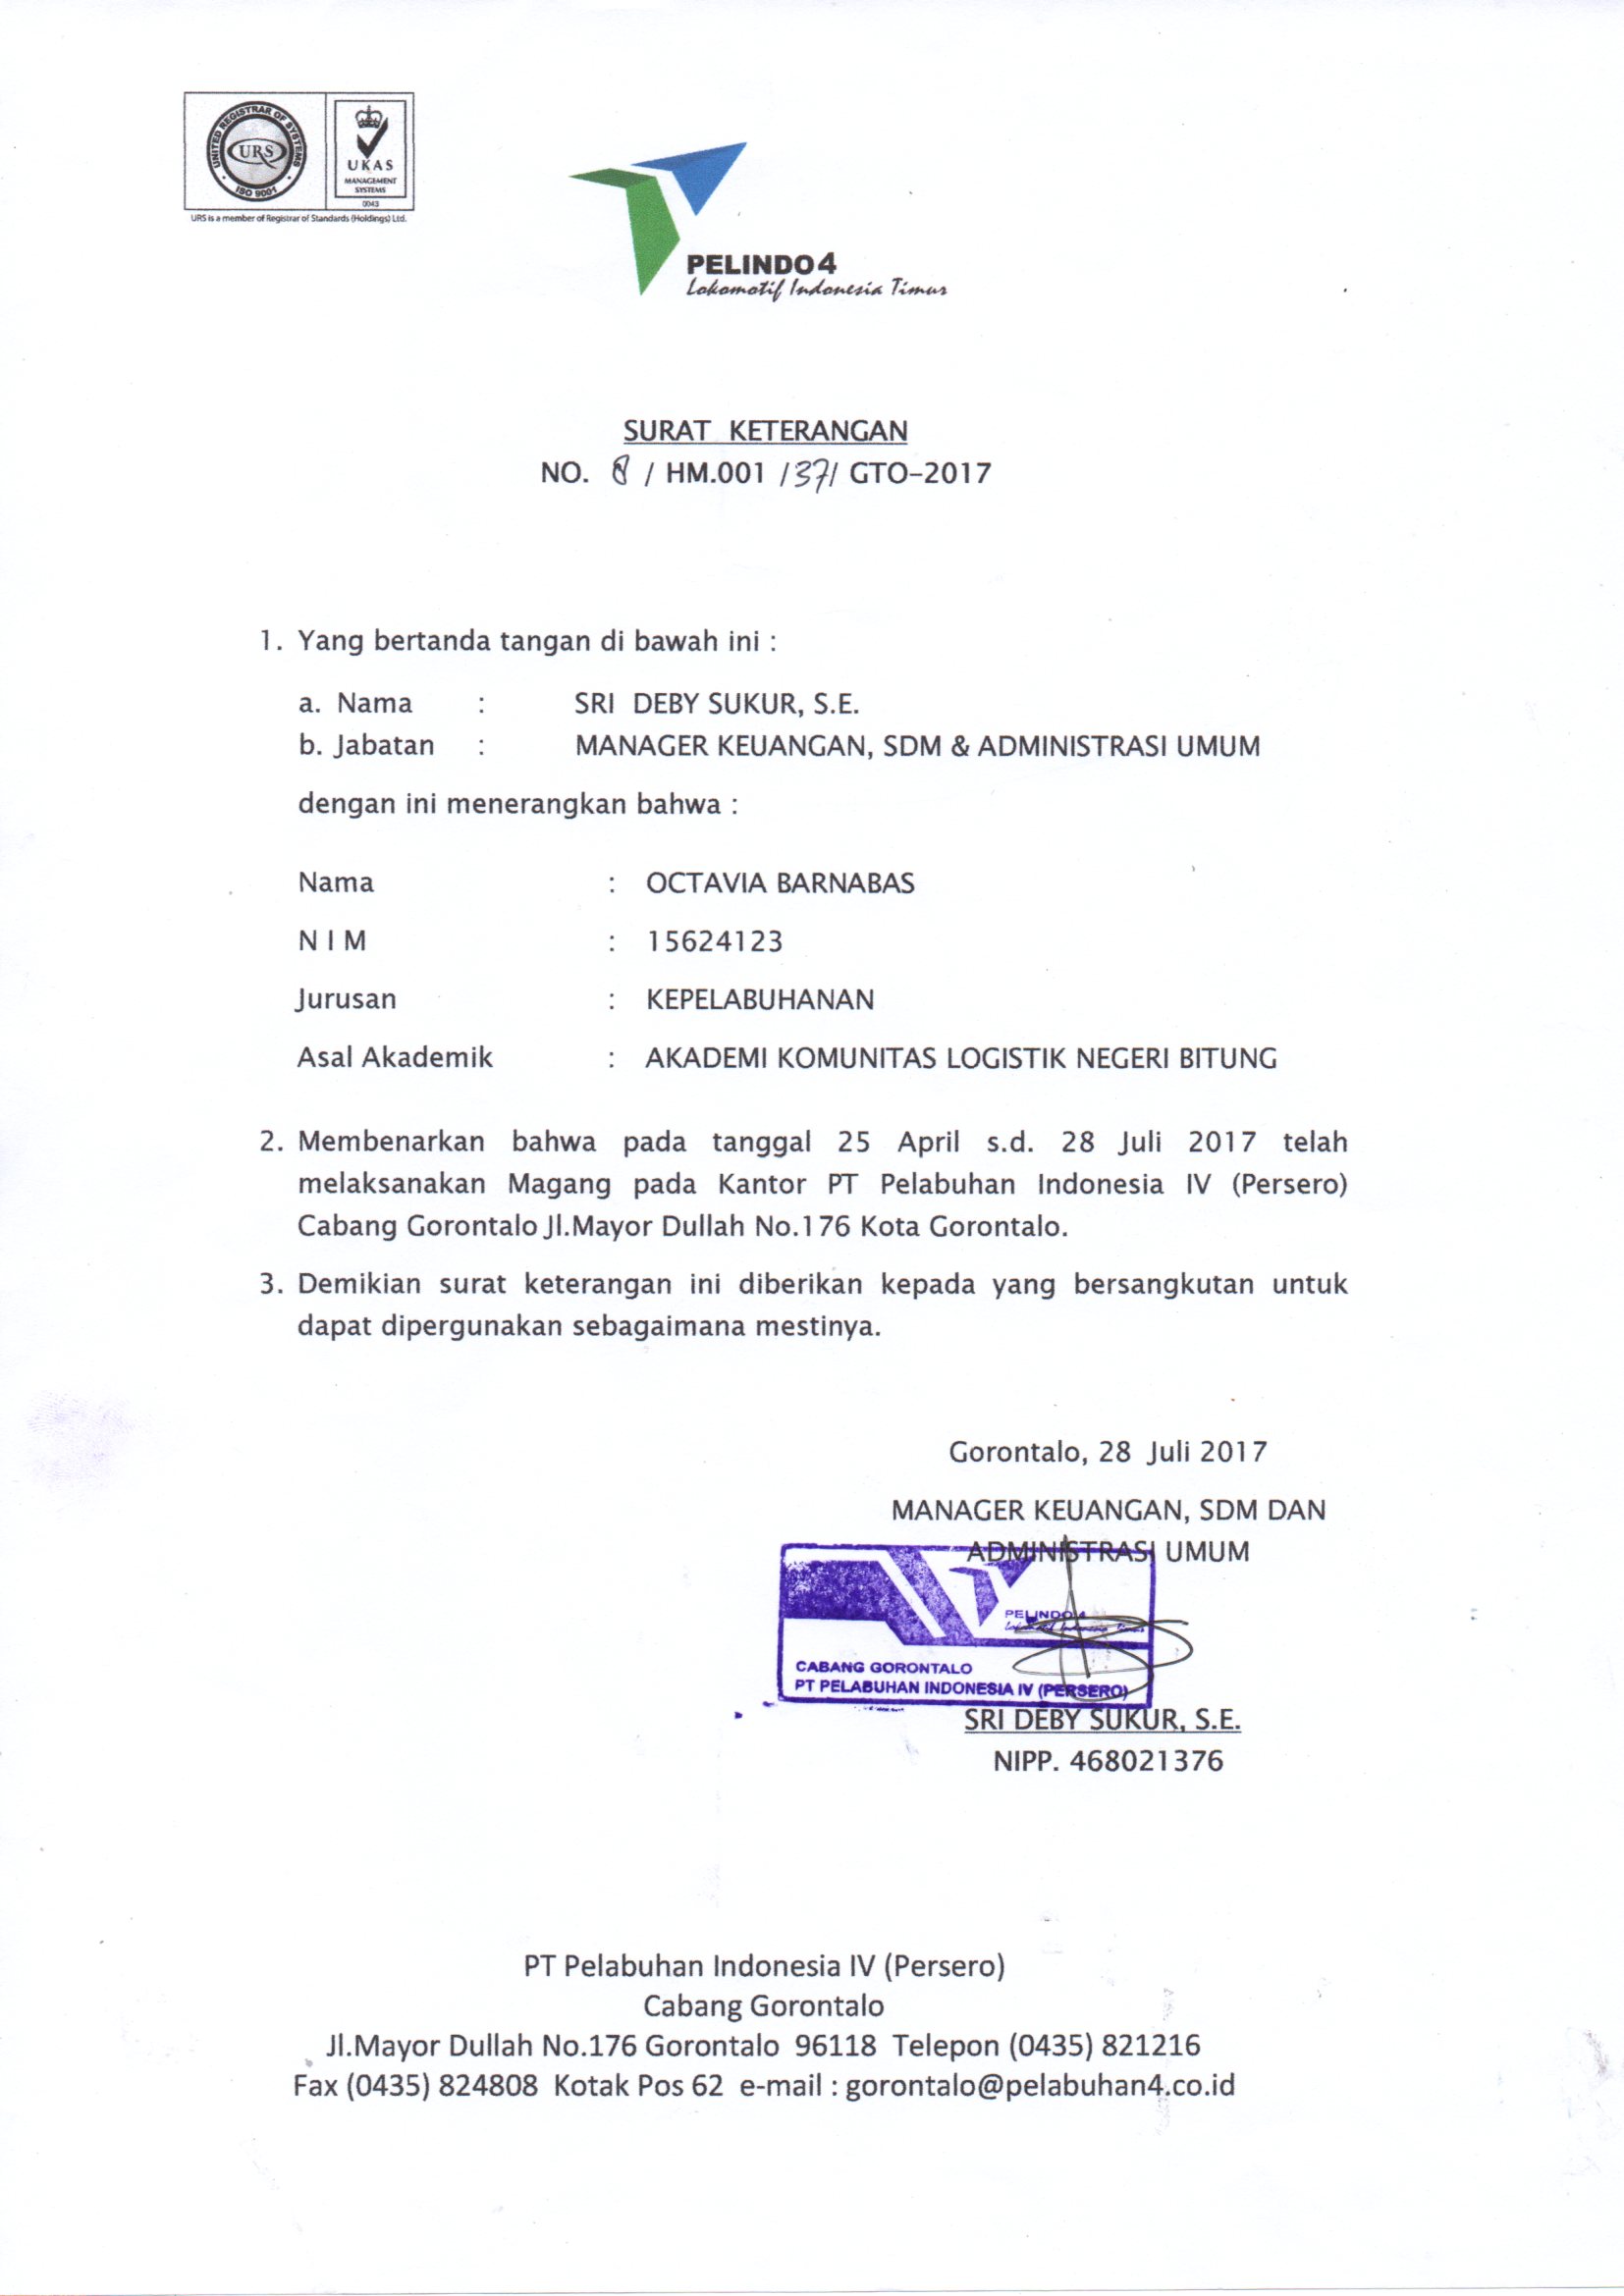 UNITED REGISTRAR OF SYSTEMS
URS
ISO 9001
UKAS
MANAGEMENT
SYSTEMS
0043
URS is a member of Registrar of Standards (Holdings) Ltd.
PELINDO4
Lokomotif Indonesia Timur
SURAT KETERANGAN
NO. 8 / HM.001 /37/ GTO-2017
1. Yang bertanda tangan di bawah ini :
a. Nama : SRI DEBY SUKUR, S.E.
b. Jabatan : MANAGER KEUANGAN, SDM & ADMINISTRASI UMUM
dengan ini menerangkan bahwa :
Nama : OCTAVIA BARNABAS
N I M : 15624123
Jurusan : KEPELABUHANAN
Asal Akademik : AKADEMI KOMUNITAS LOGISTIK NEGERI BITUNG
2. Membenarkan bahwa pada tanggal 25 April s.d. 28 Juli 2017 telah
melaksanakan Magang pada Kantor PT Pelabuhan Indonesia IV (Persero)
Cabang Gorontalo Jl.Mayor Dullah No.176 Kota Gorontalo.
3. Demikian surat keterangan ini diberikan kepada yang bersangkutan untuk
dapat dipergunakan sebagaimana mestinya.
Gorontalo, 28 Juli 2017
MANAGER KEUANGAN, SDM DAN
ADMINISTRASI UMUM
PELINDO4
Lokomotif Indonesia Timur
CABANG GORONTALO
PT PELABUHAN INDONESIA IV (PERSERO)
SRI DEBY SUKUR, S.E.
NIPP. 468021376
PT Pelabuhan Indonesia IV (Persero)
Cabang Gorontalo
Jl.Mayor Dullah No.176 Gorontalo 96118 Telepon (0435) 821216
Fax (0435) 824808 Kotak Pos 62 e-mail : gorontalo@pelabuhan4.co.id